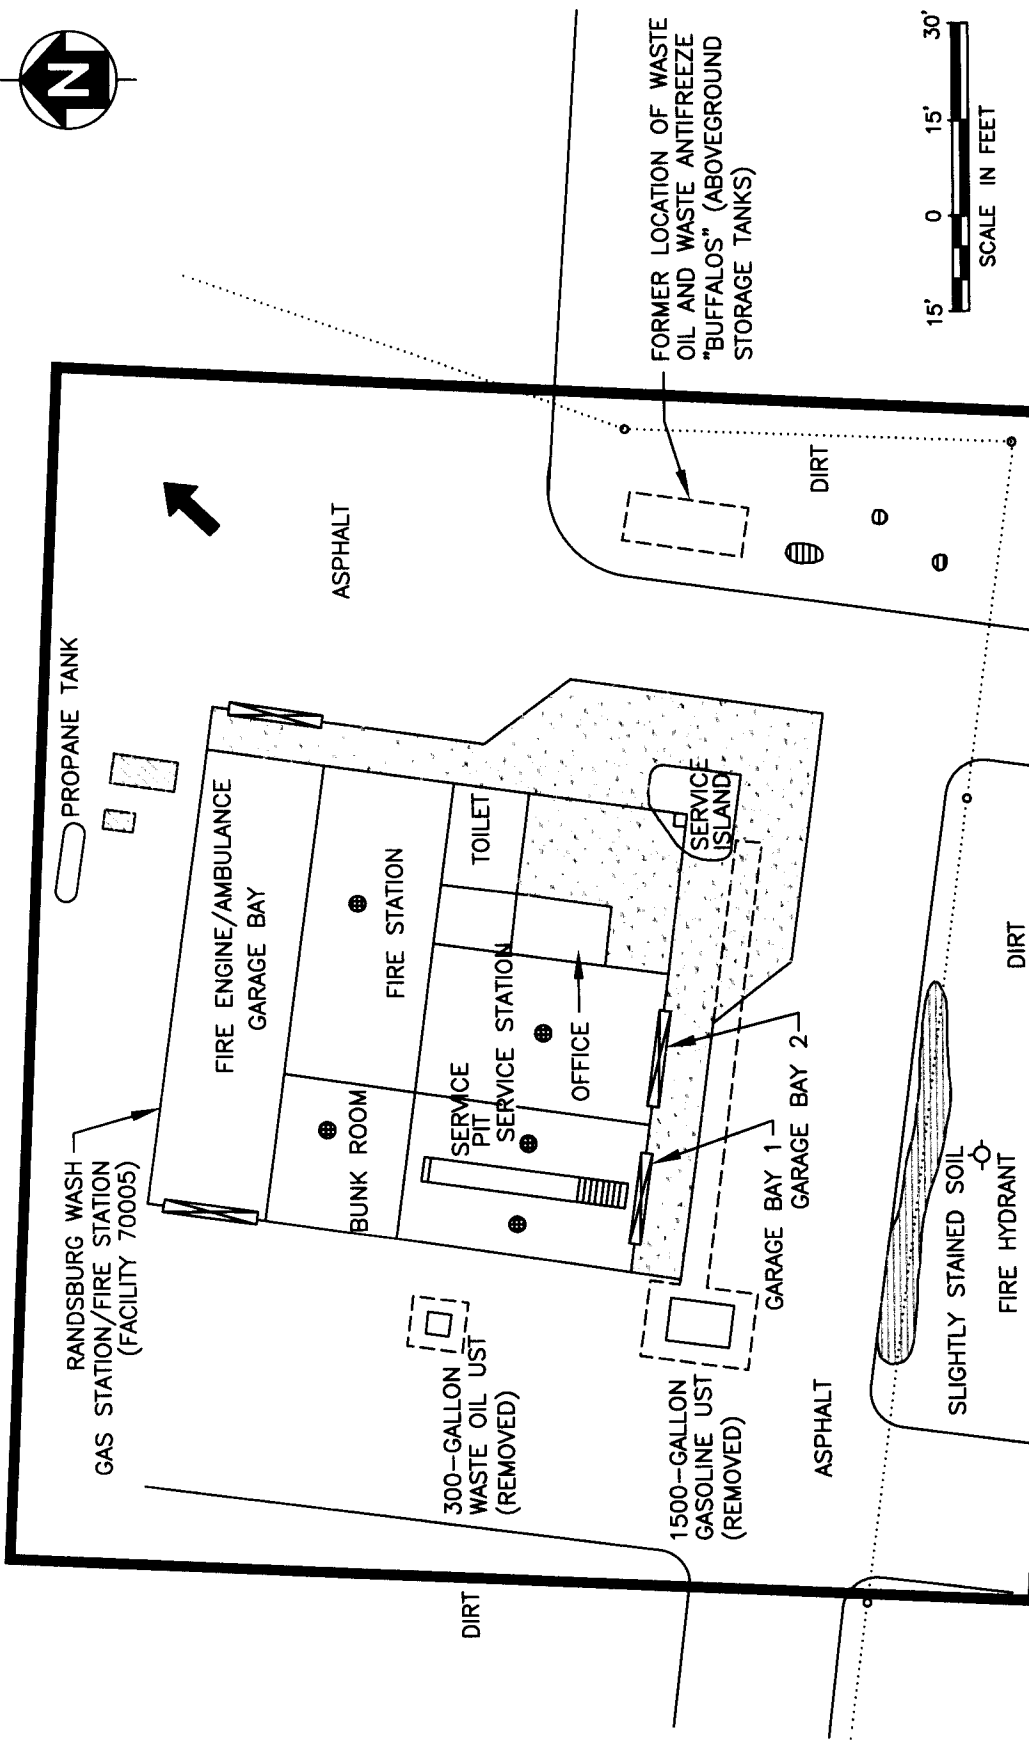 N
RANDSBURG WASH
GAS STATION/FIRE STATION
(FACILITY 70005)
PROPANE TANK
FIRE ENGINE/AMBULANCE
GARAGE BAY
ASPHALT
BUNK ROOM
FIRE STATION
TOILET
SERVICE
PIT
SERVICE STATION
OFFICE
SERVICE
ISLAND
300-GALLON
WASTE OIL UST
(REMOVED)
1500-GALLON
GASOLINE UST
(REMOVED)
GARAGE BAY 1
GARAGE BAY 2
FORMER LOCATION OF WASTE
OIL AND WASTE ANTIFREEZE
"BUFFALOS" (ABOVEGROUND
STORAGE TANKS)
DIRT
DIRT
ASPHALT
SLIGHTLY STAINED SOIL
FIRE HYDRANT
DIRT
15' 0 15' 30'
SCALE IN FEET